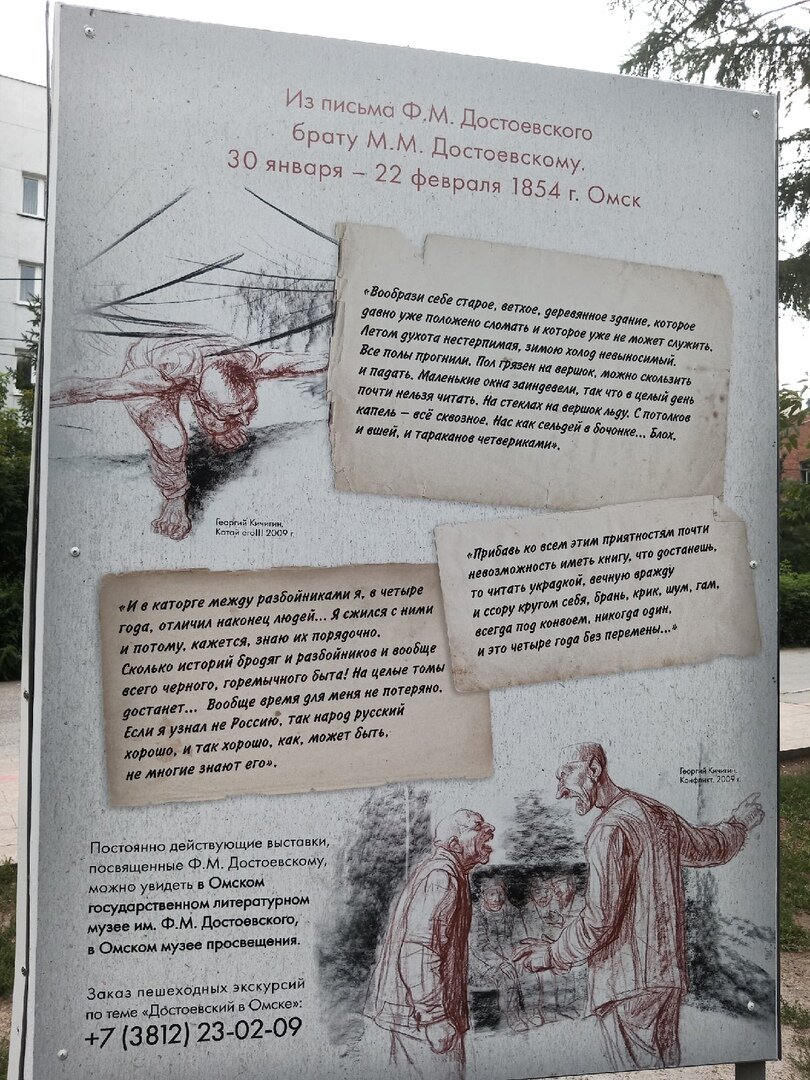 Из письма Ф.М. Достоевского
брату М.М. Достоевскому.
30 января – 22 февраля 1854 г. Омск
«Вообрази себе старое, ветхое, деревянное здание, которое
давно уже положено сломать и которое уже не может служить.
Летом духота нестерпимая, зимою холод невыносимый.
Все полы прогнили. Пол грязен на вершок, можно скользить
и падать. Маленькие окна заиндевели, так что в целый день
почти нельзя читать. На стеклах на вершок льду. С потолков
капель – всё сквозное. Нас как сельдей в бочонке... Блох,
и вшей, и тараканов четвериками».
Георгий Кичигин,
Катай его!!! 2009 г.
«Прибавь ко всем этим приятностям почти
невозможность иметь книгу, что достанешь,
то читать украдкой, вечную вражду
и ссору кругом себя, брань, крик, шум, гам,
всегда под конвоем, никогда один,
и это четыре года без перемены...»
«И в каторге между разбойниками я, в четыре
года, отличил наконец людей... Я сжился с ними
и потому, кажется, знаю их порядочно.
Сколько историй бродяг и разбойников и вообще
всего черного, горемычного быта! На целые томы
достанет... Вообще время для меня не потеряно.
Если я узнал не Россию, так народ русский
хорошо, и так хорошо, как, может быть,
не многие знают его».
Георгий Кичигин,
Конфликт, 2009 г.
Постоянно действующие выставки,
посвященные Ф.М. Достоевскому,
можно увидеть в Омском
государственном литературном
музее им. Ф.М. Достоевского,
в Омском музее просвещения.
Заказ пешеходных экскурсий
по теме «Достоевский в Омске»:
+7 (3812) 23-02-09